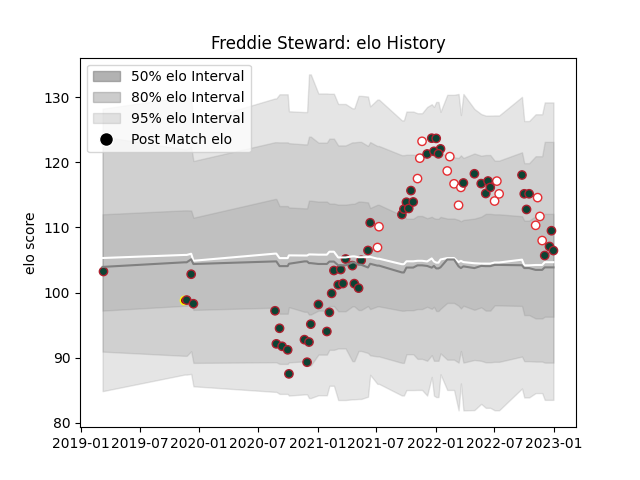 Freddie Steward: elo History
50% elo Interval
80% elo Interval
95% elo Interval
Post Match elo
elo score
130
120
110
100
90
80
2019-01 2019-07 2020-01 2020-07 2021-01 2021-07 2022-01 2022-07 2023-01